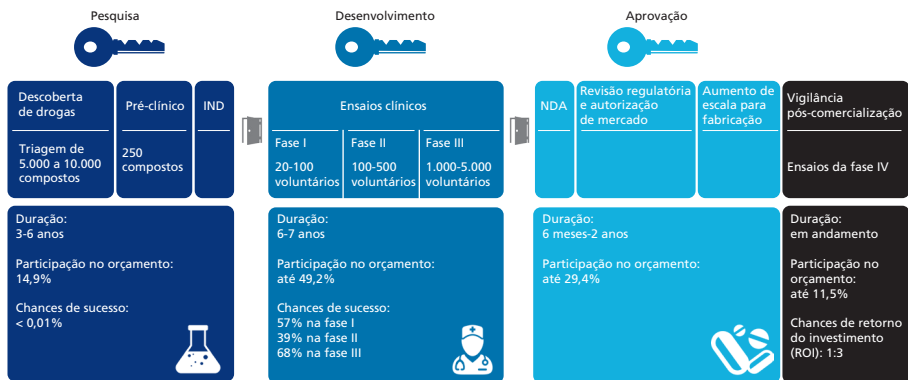 Pesquisa
Desenvolvimento
Aprovação
Descoberta
de drogas
Triagem de
5.000 a 10.000
compostos
Pré-clínico
250
compostos
IND
Ensaios clínicos
Fase I
20-100
voluntários
Fase II
100-500
voluntários
Fase III
1.000-5.000
voluntários
NDA
Revisão regulatória
e autorização
de mercado
Aumento de
escala para
fabricação
Vigilância
pós-comercialização
Ensaios da fase IV
Duração:
3-6 anos
Participação no orçamento:
14,9%
Chances de sucesso:
< 0,01%
Duração:
6-7 anos
Participação no orçamento:
até 49,2%
Chances de sucesso:
57% na fase I
39% na fase II
68% na fase III
Duração:
6 meses-2 anos
Participação no orçamento:
até 29,4%
Duração:
em andamento
Participação no
orçamento:
até 11,5%
Chances de retorno
do investimento
(ROI): 1:3